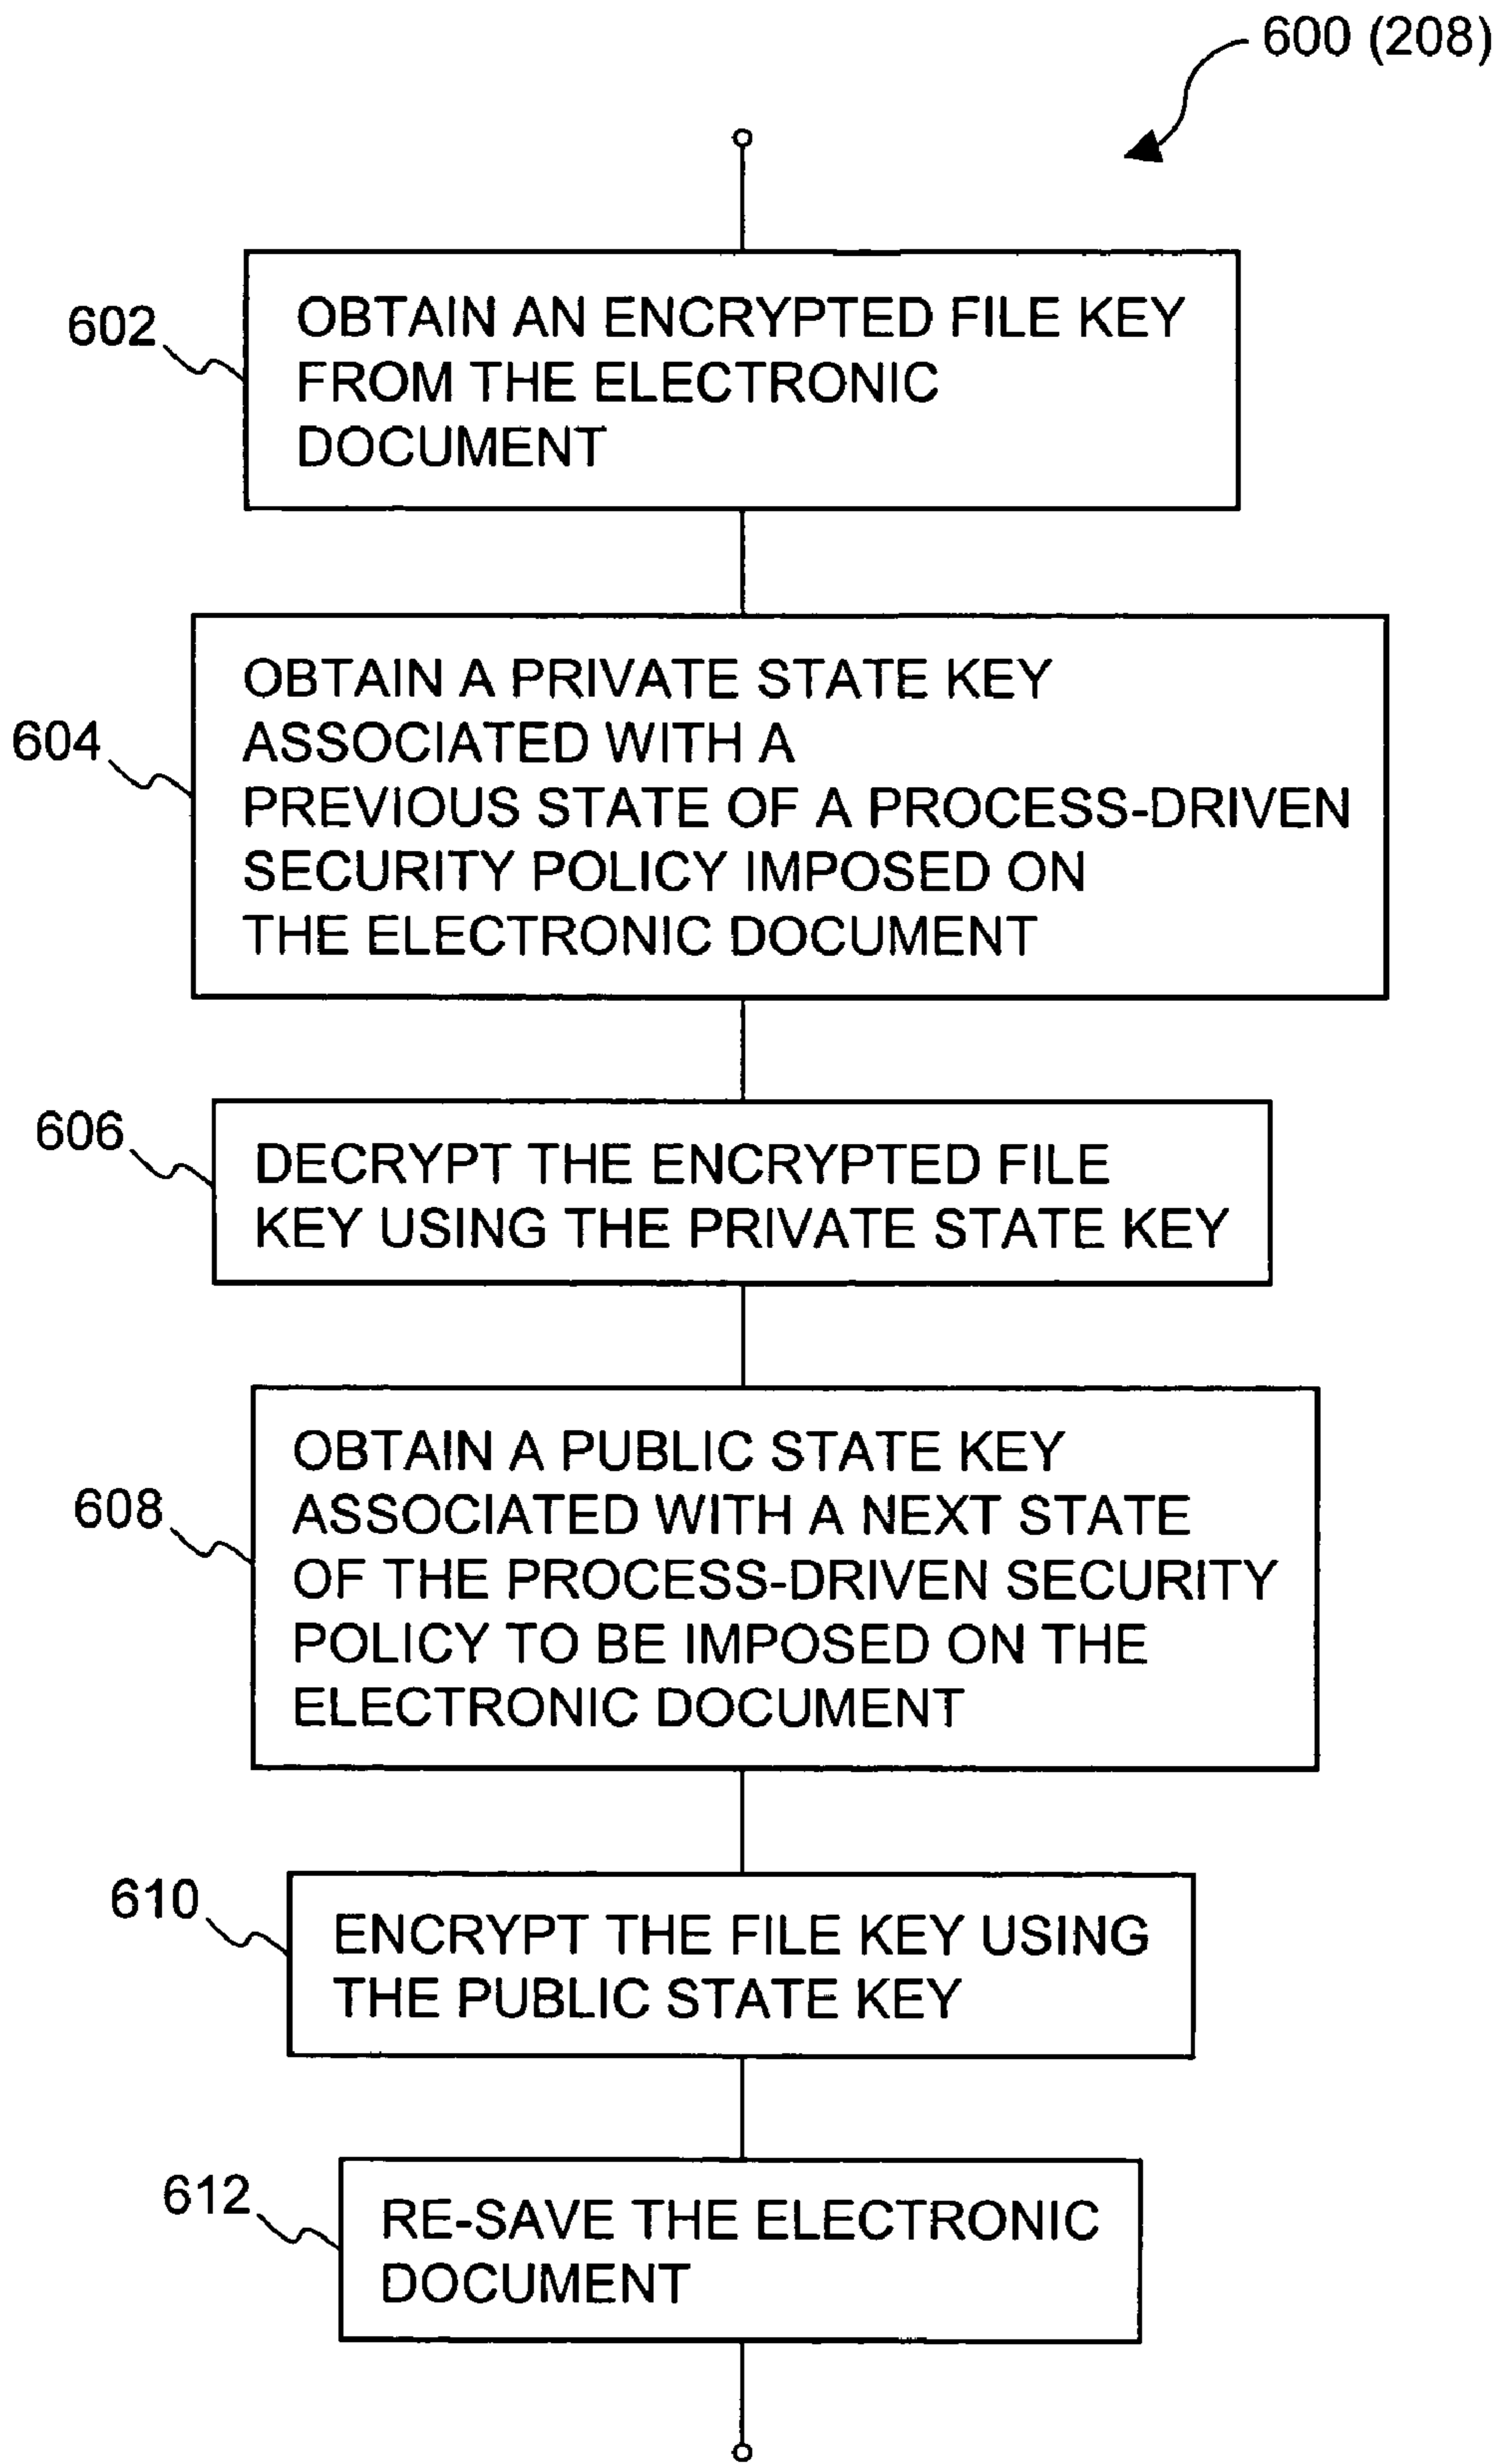 600 (208)
602
OBTAIN AN ENCRYPTED FILE KEY
FROM THE ELECTRONIC
DOCUMENT
604
OBTAIN A PRIVATE STATE KEY
ASSOCIATED WITH A
PREVIOUS STATE OF A PROCESS-DRIVEN
SECURITY POLICY IMPOSED ON
THE ELECTRONIC DOCUMENT
606
DECRYPT THE ENCRYPTED FILE
KEY USING THE PRIVATE STATE KEY
608
OBTAIN A PUBLIC STATE KEY
ASSOCIATED WITH A NEXT STATE
OF THE PROCESS-DRIVEN SECURITY
POLICY TO BE IMPOSED ON THE
ELECTRONIC DOCUMENT
610
ENCRYPT THE FILE KEY USING
THE PUBLIC STATE KEY
612
RE-SAVE THE ELECTRONIC
DOCUMENT